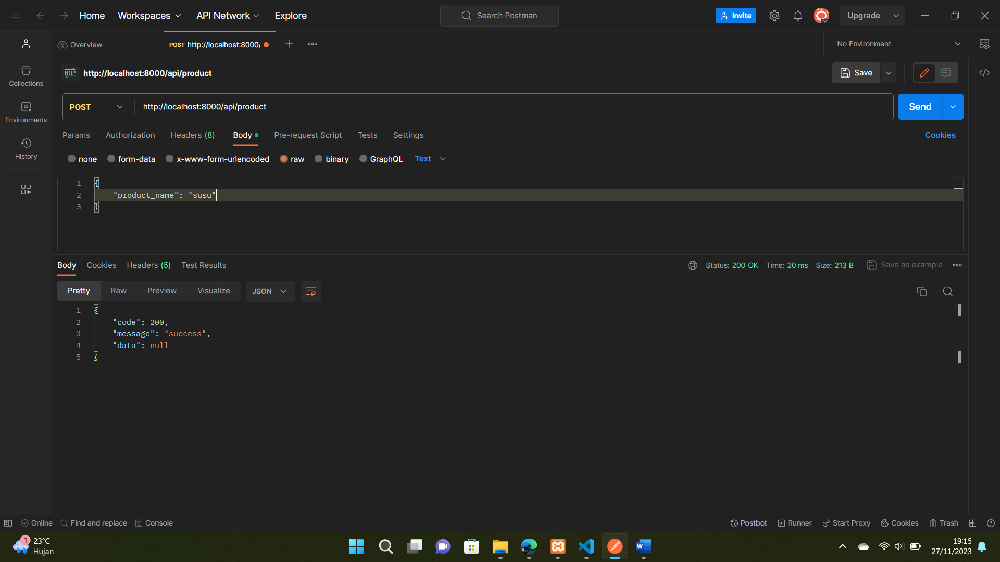 Home Workspaces API Network Explore Search Postman Invite Upgrade
Overview POST http://localhost:8000/ No Environment
HTTP http://localhost:8000/api/product Save
POST http://localhost:8000/api/product Send
Params Authorization Headers (8) Body Pre-request Script Tests Settings Cookies
none form-data x-www-form-urlencoded raw binary GraphQL Text
Collections
Environments
History
1 {
2 "product_name": "susu"
3 }
Body Cookies Headers (5) Test Results Status: 200 OK Time: 20 ms Size: 213 B Save as example
Pretty Raw Preview Visualize JSON
1 {
2 "code": 200,
3 "message": "success",
4 "data": null
5 }
Online Find and replace Console Postbot Runner Start Proxy Cookies Trash
1 23°C
Hujan
W
19:15
27/11/2023